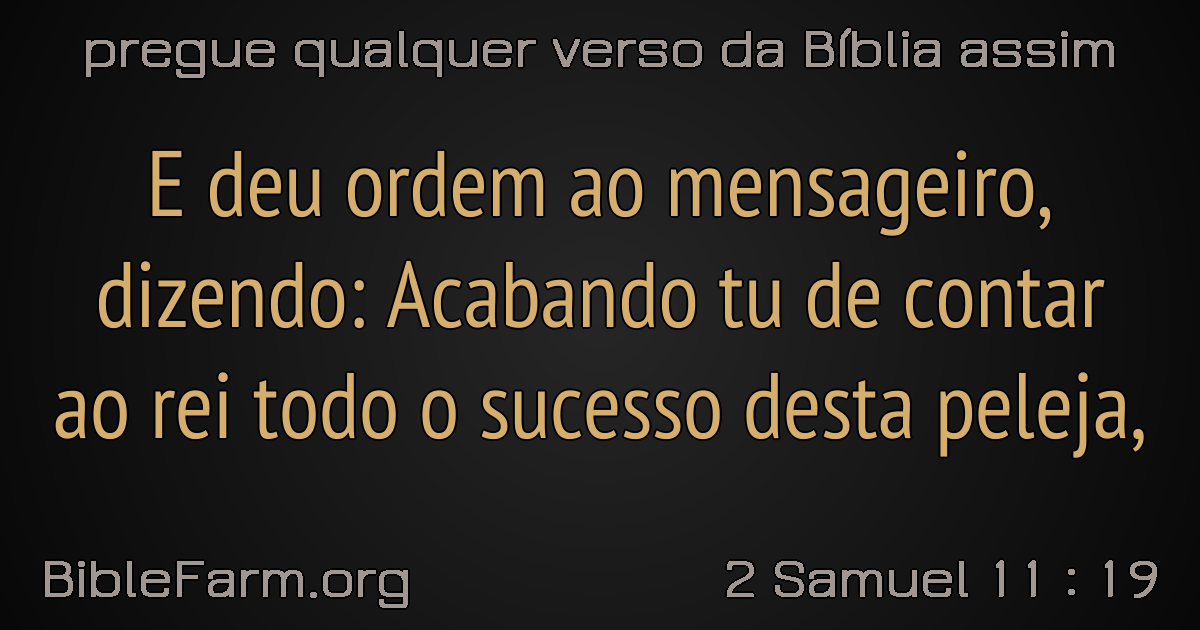 pregue qualquer verso da Bíblia assim
E deu ordem ao mensageiro,
dizendo: Acabando tu de contar
ao rei todo o sucesso desta peleja,
BibleFarm.org
2 Samuel 11 : 19